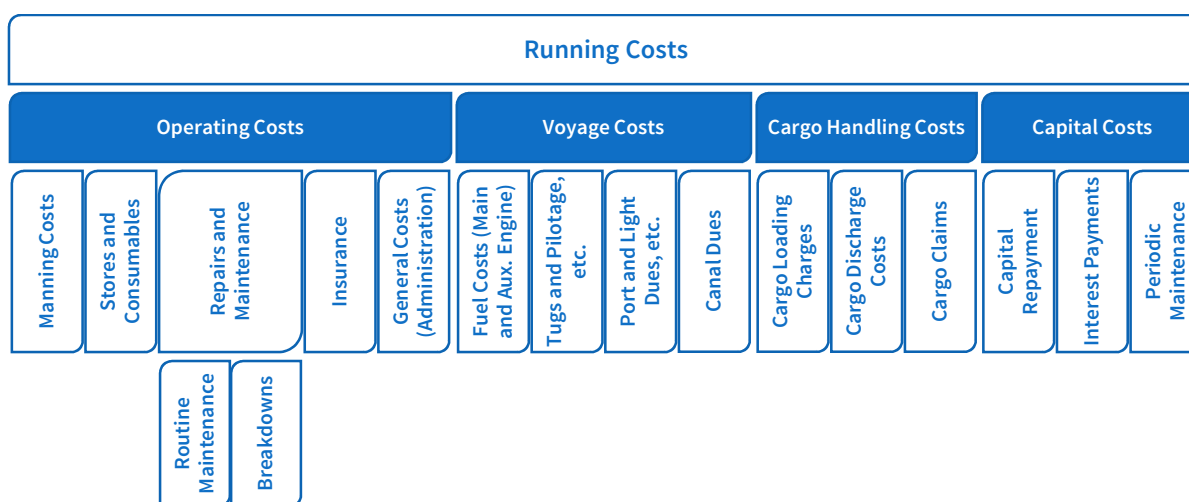 Running Costs
Operating Costs
Voyage Costs
Cargo Handling Costs
Capital Costs
Manning Costs
Stores and
Consumables
Repairs and
Maintenance
Insurance
General Costs
(Administration)
Fuel Costs (Main
and Aux. Engine)
Tugs and Pilotage,
etc.
Port and Light
Dues, etc.
Canal Dues
Cargo Loading
Charges
Cargo Discharge
Costs
Cargo Claims
Capital
Repayment
Interest Payments
Periodic
Maintenance
Routine
Maintenance
Breakdowns